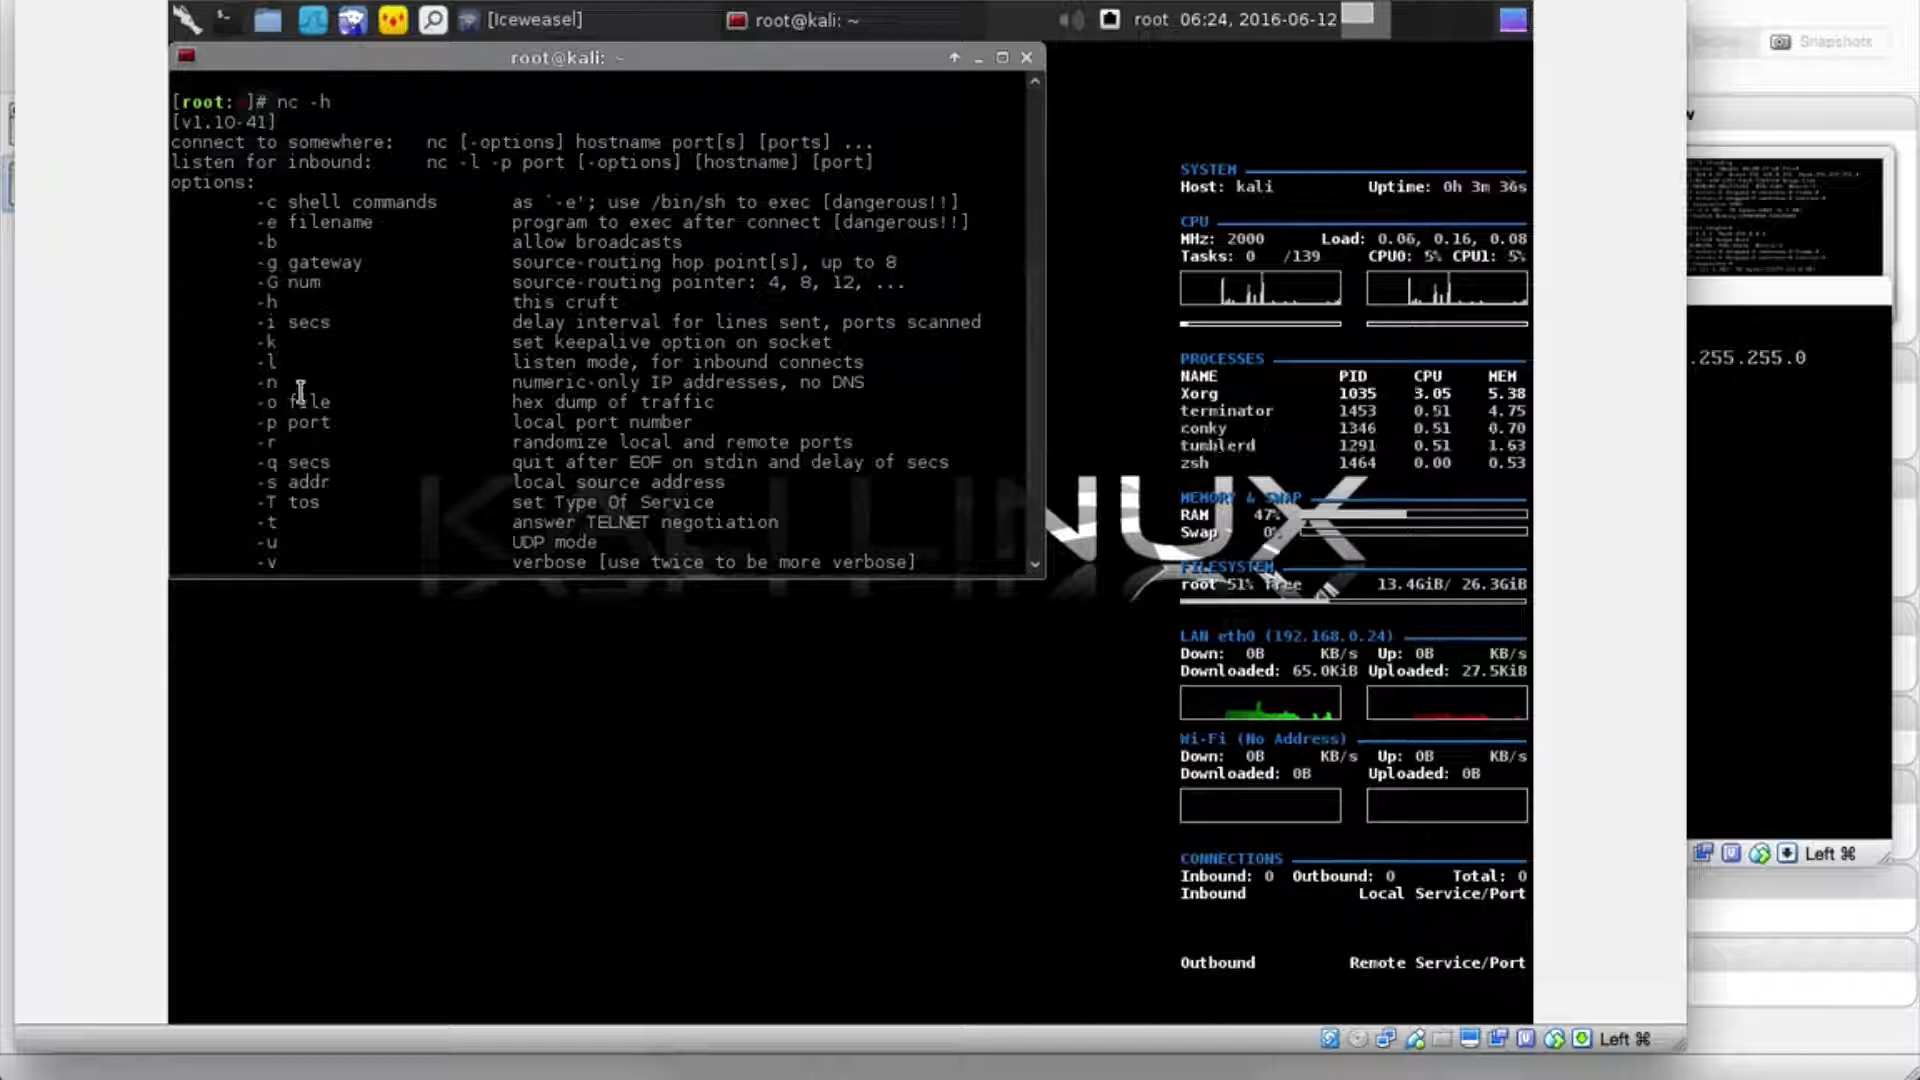 [Iceweasel]
root@kali: ~
root 06:24, 2016-06-12
Snapshots
root@kali: ~
[root: ]# nc -h
[v1.10-41]
connect to somewhere: nc [-options] hostname port[s] [ports] ...
listen for inbound: nc -l -p port [-options] [hostname] [port]
options:
-c shell commands as `-e'; use /bin/sh to exec [dangerous!!]
-e filename program to exec after connect [dangerous!!]
-b allow broadcasts
-g gateway source-routing hop point[s], up to 8
-G num source-routing pointer: 4, 8, 12, ...
-h this cruft
-i secs delay interval for lines sent, ports scanned
-k set keepalive option on socket
-l listen mode, for inbound connects
-n numeric-only IP addresses, no DNS
-o file hex dump of traffic
-p port local port number
-r randomize local and remote ports
-q secs quit after EOF on stdin and delay of secs
-s addr local source address
-T tos set Type Of Service
-t answer TELNET negotiation
-u UDP mode
-v verbose [use twice to be more verbose]
KALI LINUX
SYSTEM
Host: kali Uptime: 0h 3m 36s
CPU
MHz: 2000 Load: 0.06, 0.16, 0.08
Tasks: 0 /139 CPU0: 5% CPU1: 5%
PROCESSES
NAME PID CPU MEM
Xorg 1035 3.05 5.38
terminator 1453 0.51 4.75
conky 1346 0.51 0.70
tumblerd 1291 0.51 1.63
zsh 1464 0.00 0.53
MEMORY & SWAP
RAM 47%
Swap 0%
FILESYSTEM
root 51% free 13.4GiB/ 26.3GiB
LAN eth0 (192.168.0.24)
Down: 0B KB/s Up: 0B KB/s
Downloaded: 65.0KiB Uploaded: 27.5KiB
Wi-Fi (No Address)
Down: 0B KB/s Up: 0B KB/s
Downloaded: 0B Uploaded: 0B
CONNECTIONS
Inbound: 0 Outbound: 0 Total: 0
Inbound Local Service/Port
Outbound Remote Service/Port
.255.255.0
Left ⌘
Left ⌘